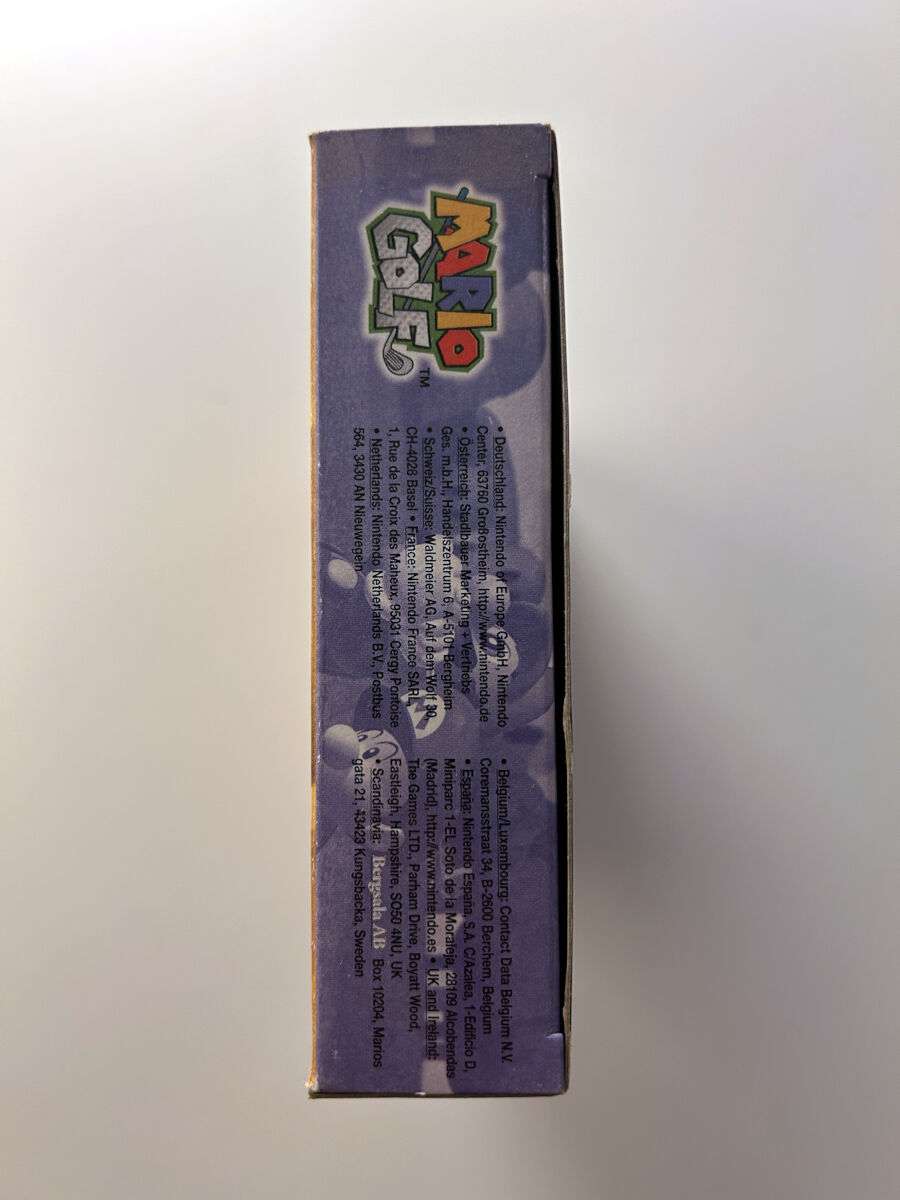 MARIO
GOLF™
• Deutschland: Nintendo of Europe GmbH, Nintendo
Center, 63760 Großostheim, http://www.nintendo.de
• Österreich: Stadlbauer Marketing + Vertriebs
Ges. m.b.H., Handelszentrum 6, A-5101 Bergheim
• Schweiz/Suisse: Waldmeier AG, Auf dem Wolf 30,
CH-4028 Basel • France: Nintendo France SARL,
1, Rue de la Croix des Maheux, 95031 Cergy Pontoise
• Netherlands: Nintendo Netherlands B.V., Postbus
564, 3430 AN Nieuwegein
• Belgium/Luxembourg: Contact Data Belgium N.V.
Coremansstraat 34, B-2600 Berchem, Belgium
• España: Nintendo España, S.A. C/Azalea, 1-Edificio D,
Miniparc 1-EL Soto de la Moraleja, 28109 Alcobendas
(Madrid), http://www.nintendo.es • UK and Ireland:
The Games LTD., Parham Drive, Boyatt Wood,
Eastleigh, Hampshire, SO50 4NU, UK
• Scandinavia: Bergsala AB Box 10204, Marios
gata 21, 43423 Kungsbacka, Sweden